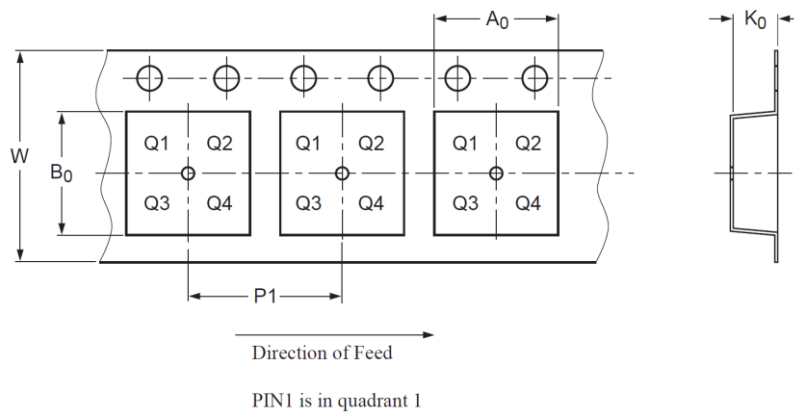 A0 K0
Q1 Q2 Q1 Q2 Q1 Q2
W B0
Q3 Q4 Q3 Q4 Q3 Q4
P1
Direction of Feed
PIN1 is in quadrant 1